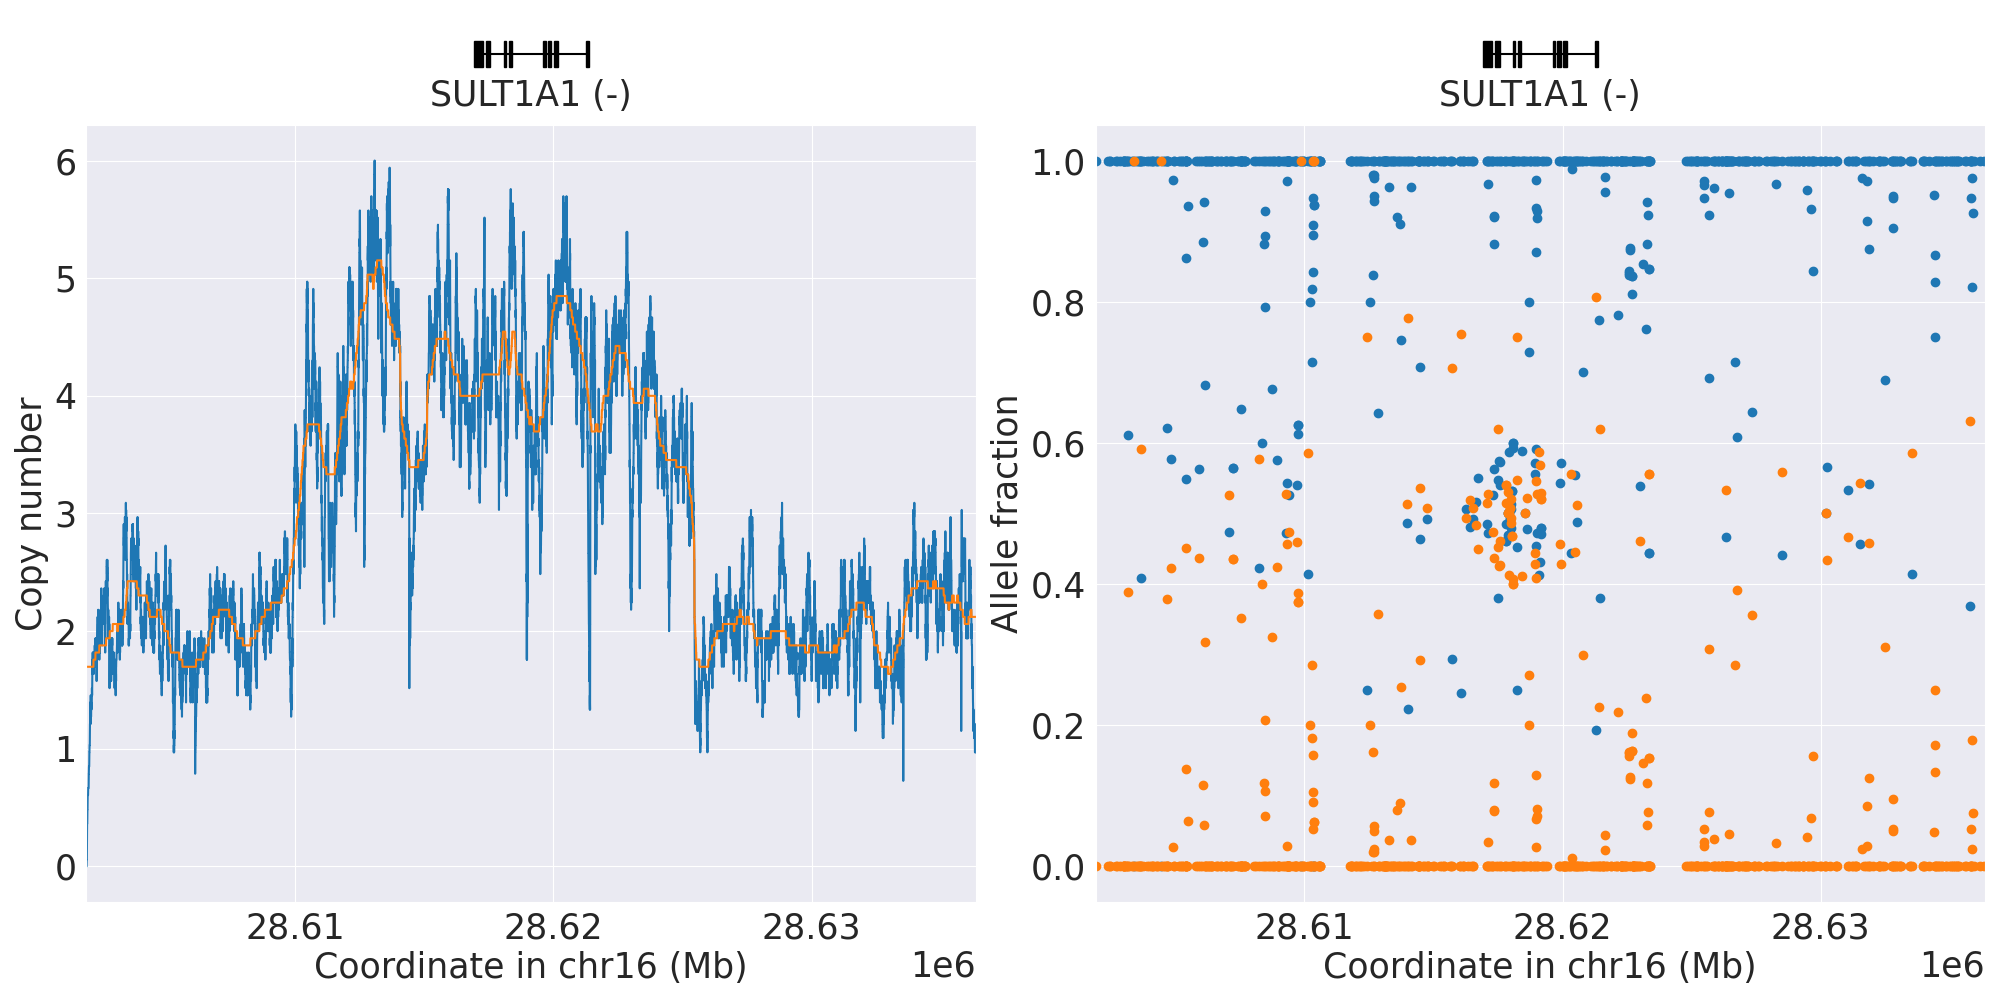 SULT1A1 (-)
Copy number
6
5
4
3
2
1
0
28.61 28.62 28.63
Coordinate in chr16 (Mb) 1e6
SULT1A1 (-)
Allele fraction
1.0
0.8
0.6
0.4
0.2
0.0
28.61 28.62 28.63
Coordinate in chr16 (Mb) 1e6